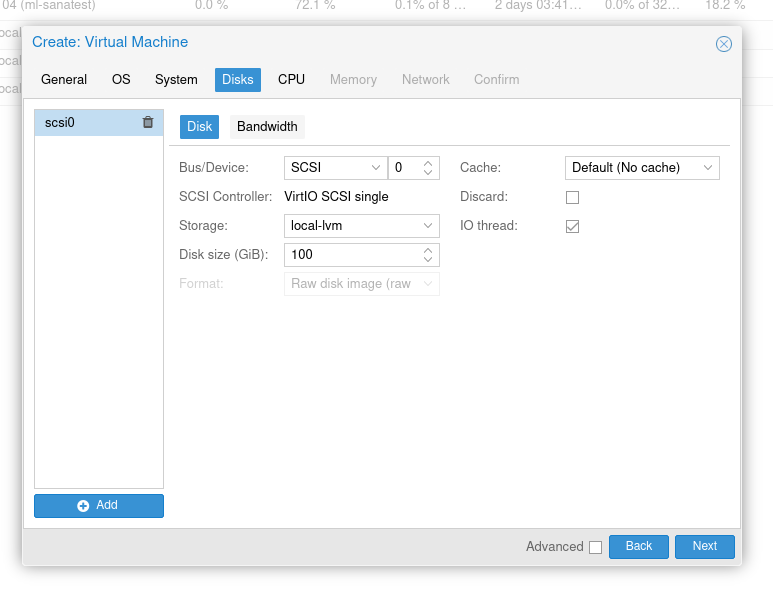 04 (ml-sanatest) 0.0 % 72.1 % 0.1% of 8 ... 2 days 03:41... 0.0% of 32... 18.2 %
Create: Virtual Machine
General OS System Disks CPU Memory Network Confirm
scsi0
Disk Bandwidth
Bus/Device: SCSI 0 Cache: Default (No cache)
SCSI Controller: VirtIO SCSI single Discard:
Storage: local-lvm IO thread:
Disk size (GiB): 100
Format: Raw disk image (raw
Add
Advanced Back Next